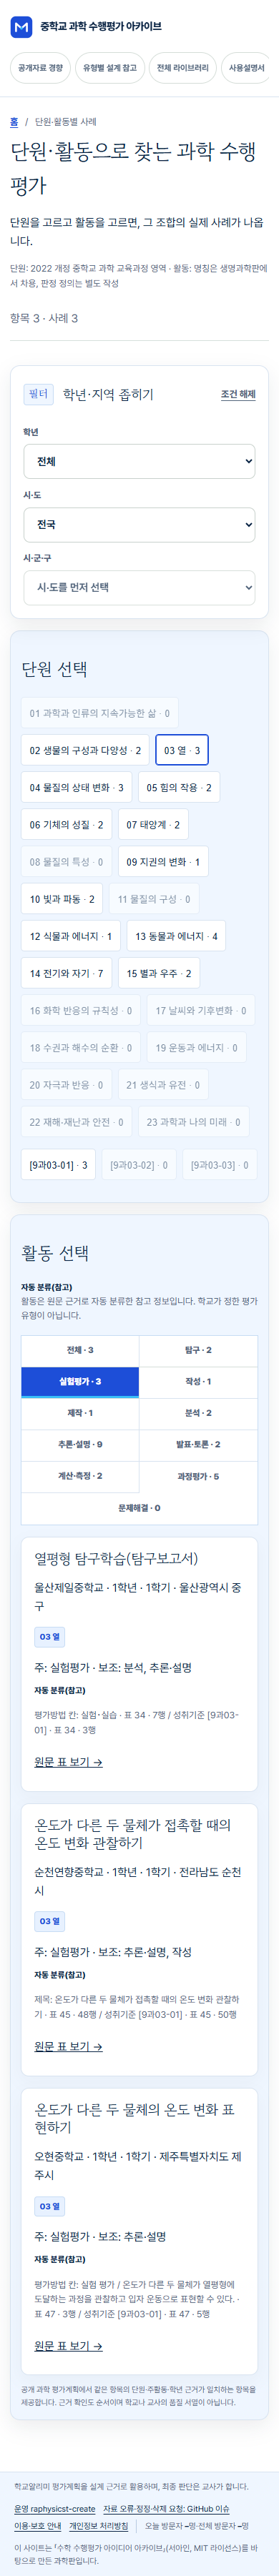 중학교 과학 수행평가 아카이브
공개자료 경향
유형별 설계 참고
전체 라이브러리
사용설명서
홈 / 단원·활동별 사례
단원·활동으로 찾는 과학 수행
평가
단원을 고르고 활동을 고르면, 그 조합의 실제 사례가 나옵
니다.
단원: 2022 개정 중학교 과학 교육과정 영역 · 활동: 명칭은 생명과학판에
서 차용, 판정 정의는 별도 작성
항목 3 · 사례 3
필터 학년·지역 좁히기 조건 해제
학년
전체
시·도
전국
시·군·구
시·도를 먼저 선택
단원 선택
01 과학과 인류의 지속가능한 삶 · 0
02 생물의 구성과 다양성 · 2
03 열 · 3
04 물질의 상태 변화 · 3
05 힘의 작용 · 2
06 기체의 성질 · 2
07 태양계 · 2
08 물질의 특성 · 0
09 지권의 변화 · 1
10 빛과 파동 · 2
11 물질의 구성 · 0
12 식물과 에너지 · 1
13 동물과 에너지 · 4
14 전기와 자기 · 7
15 별과 우주 · 2
16 화학 반응의 규칙성 · 0
17 날씨와 기후변화 · 0
18 수권과 해수의 순환 · 0
19 운동과 에너지 · 0
20 자극과 반응 · 0
21 생식과 유전 · 0
22 재해·재난과 안전 · 0
23 과학과 나의 미래 · 0
[9과03-01] · 3
[9과03-02] · 0
[9과03-03] · 0
활동 선택
자동 분류(참고)
활동은 원문 근거로 자동 분류한 참고 정보입니다. 학교가 정한 평가
유형이 아닙니다.
전체 · 3
탐구 · 2
실험평가 · 3
작성 · 1
제작 · 1
분석 · 2
추론·설명 · 9
발표·토론 · 2
계산·측정 · 2
과정평가 · 5
문제해결 · 0
열평형 탐구학습(탐구보고서)
울산제일중학교 · 1학년 · 1학기 · 울산광역시 중
구
03 열
주: 실험평가 · 보조: 분석, 추론·설명
자동 분류(참고)
평가방법 칸: 실험·실습 · 표 34 · 7행 / 성취기준 [9과03-
01] · 표 34 · 3행
원문 표 보기 →
온도가 다른 두 물체가 접촉할 때의
온도 변화 관찰하기
순천연향중학교 · 1학년 · 1학기 · 전라남도 순천
시
03 열
주: 실험평가 · 보조: 추론·설명, 작성
자동 분류(참고)
제목: 온도가 다른 두 물체가 접촉할 때의 온도 변화 관찰하
기 · 표 45 · 48행 / 성취기준 [9과03-01] · 표 45 · 50행
원문 표 보기 →
온도가 다른 두 물체의 온도 변화 표
현하기
오현중학교 · 1학년 · 1학기 · 제주특별자치도 제
주시
03 열
주: 실험평가 · 보조: 추론·설명
자동 분류(참고)
평가방법 칸: 실험 평가 / 온도가 다른 두 물체가 열평형에
도달하는 과정을 관찰하고 입자 운동으로 표현할 수 있다. ·
표 47 · 3행 / 성취기준 [9과03-01] · 표 47 · 5행
원문 표 보기 →
공개 과학 평가계획에서 같은 항목의 단원·주활동·학년 근거가 일치하는 항목을
제공합니다. 근거 확인도 순서이며 학교나 교사의 품질 서열이 아닙니다.
학교알리미 평가계획을 설계 근거로 활용하며, 최종 판단은 교사가 합니다.
운영 raphysicst-create 자료 오류·정정·삭제 요청: GitHub 이슈
이용·보호 안내 개인정보 처리방침 오늘 방문자 –명·전체 방문자 –명
이 사이트는 「수학 수행평가 아이디어 아카이브」(서아인, MIT 라이선스)를 바
탕으로 만든 과학판입니다.